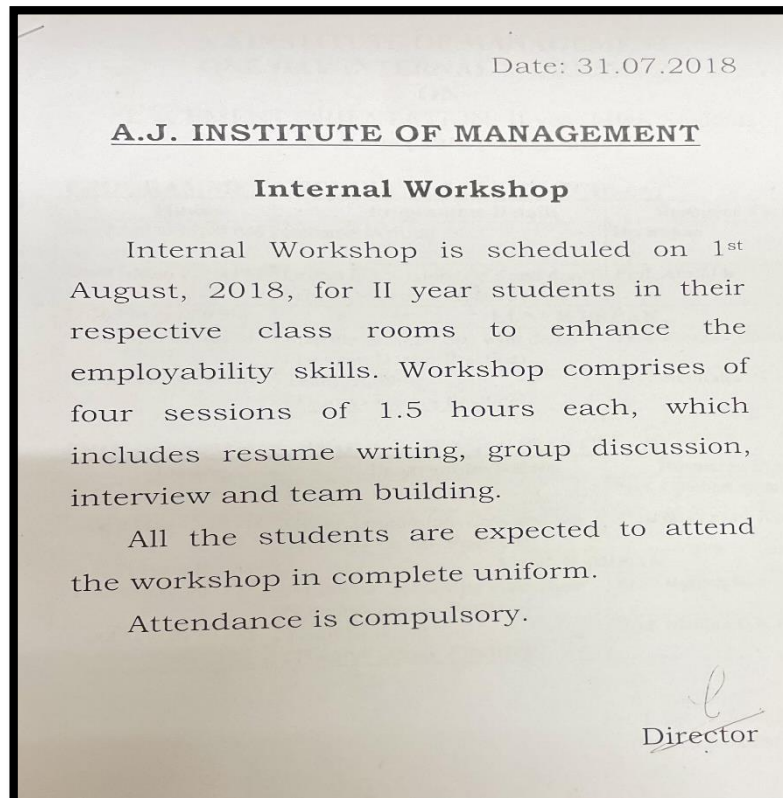 Date: 31.07.2018
A.J. INSTITUTE OF MANAGEMENT
Internal Workshop
Internal Workshop is scheduled on 1st
August, 2018, for II year students in their
respective class rooms to enhance the
employability skills. Workshop comprises of
four sessions of 1.5 hours each, which
includes resume writing, group discussion,
interview and team building.
All the students are expected to attend
the workshop in complete uniform.
Attendance is compulsory.
Director